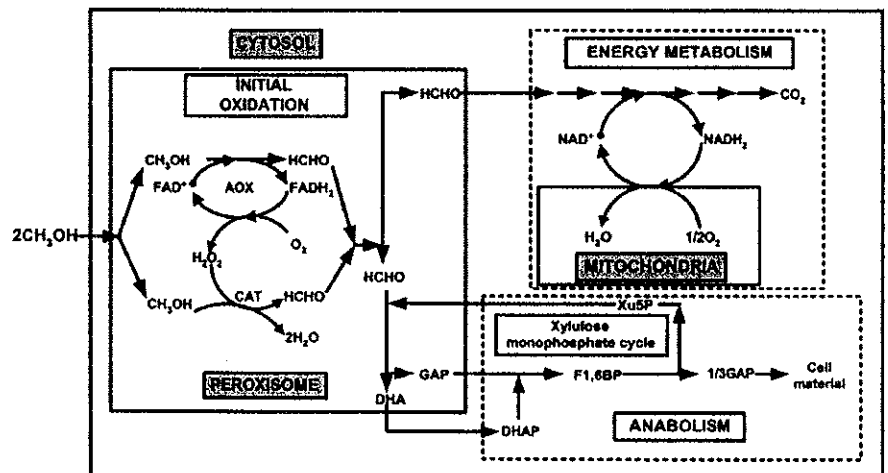 CYTOSOL
ENERGY METABOLISM
INITIAL
OXIDATION
HCHO
CO₂
NAD⁺
NADH₂
CH₃OH
HCHO
FAD⁺
AOX
FADH₂
2CH₃OH
H₂O₂
O₂
H₂O
1/2O₂
MITOCHONDRIA
HCHO
CH₃OH
CAT
HCHO
2H₂O
Xu5P
Xylulose
monophosphate cycle
PEROXISOME
GAP
F1,6BP
1/3GAP
Cell
material
DHA
DHAP
ANABOLISM